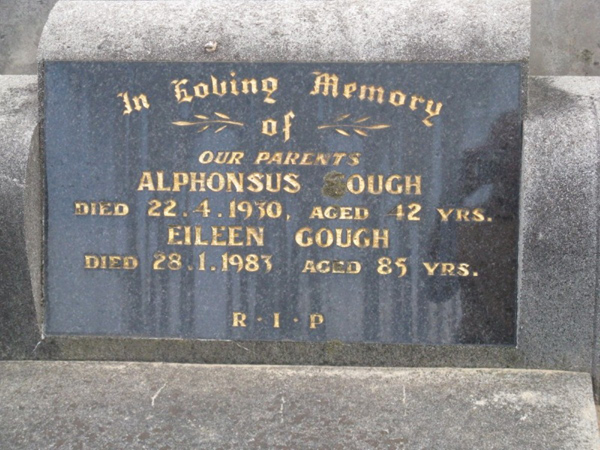 In Loving Memory
of
OUR PARENTS
ALPHONSUS GOUGH
DIED 22.4.1930, AGED 42 YRS.
EILEEN GOUGH
DIED 28.1.1983 AGED 85 YRS.
R·I·P